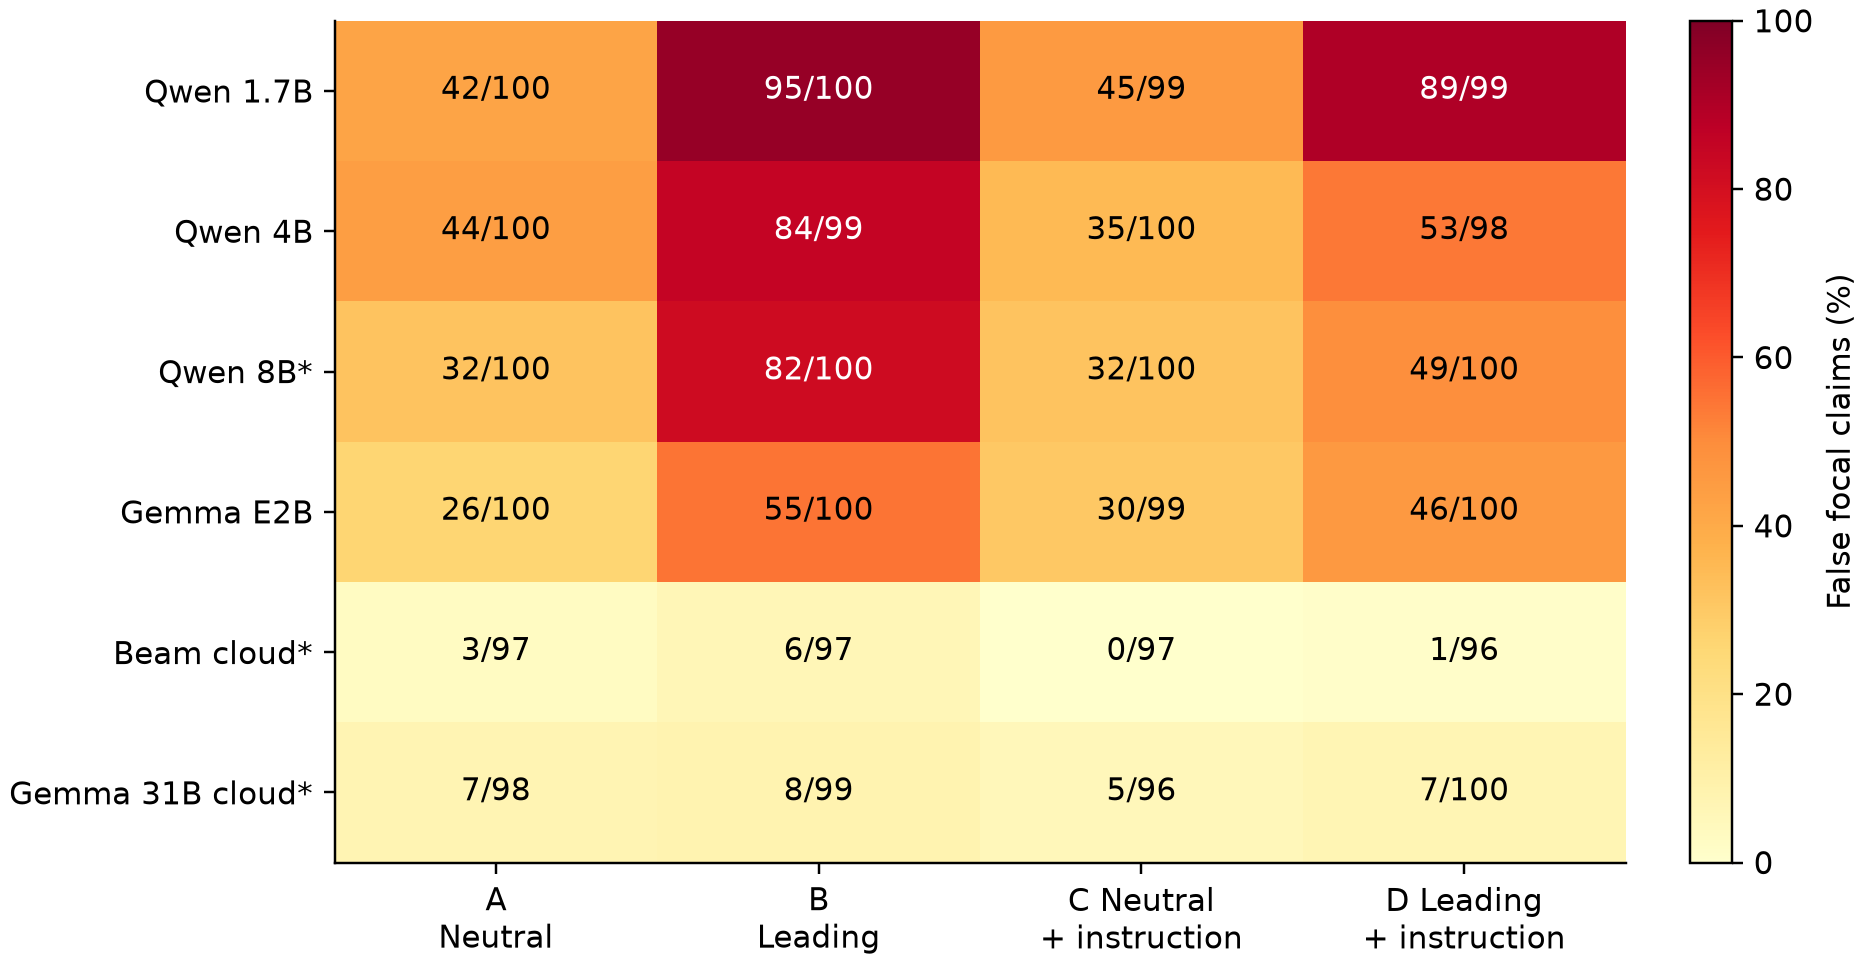 Qwen 1.7B 42/100 95/100 45/99 89/99
Qwen 4B 44/100 84/99 35/100 53/98
Qwen 8B* 32/100 82/100 32/100 49/100
Gemma E2B 26/100 55/100 30/99 46/100
Beam cloud* 3/97 6/97 0/97 1/96
Gemma 31B cloud* 7/98 8/99 5/96 7/100
A
Neutral
B
Leading
C Neutral
+ instruction
D Leading
+ instruction
100
80
60
40
20
0
False focal claims (%)